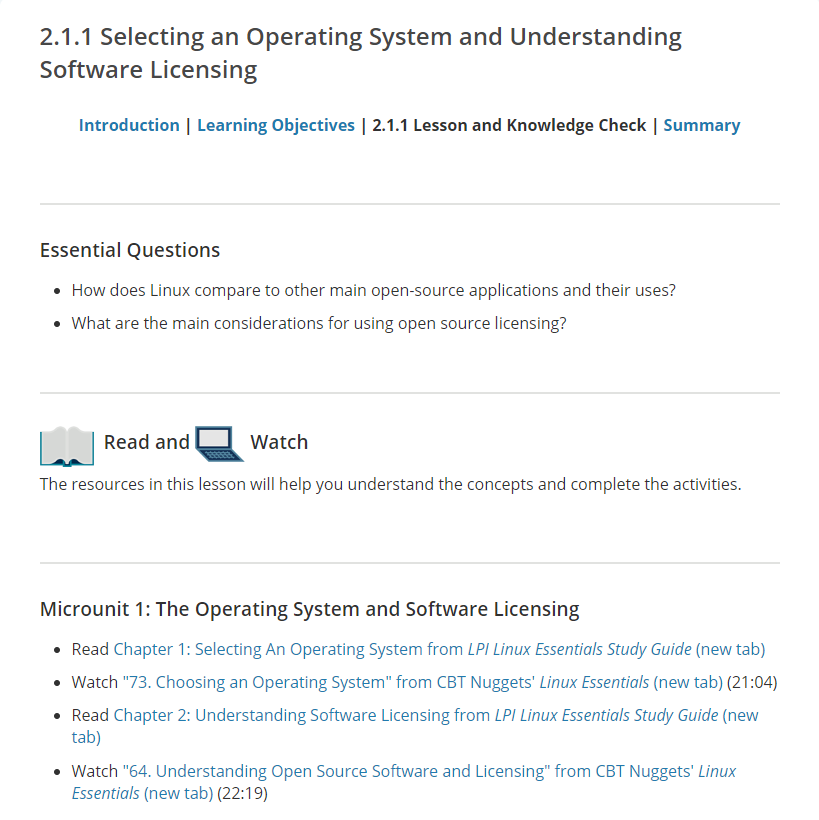 2.1.1 Selecting an Operating System and Understanding
Software Licensing
Introduction | Learning Objectives | 2.1.1 Lesson and Knowledge Check | Summary
Essential Questions
• How does Linux compare to other main open-source applications and their uses?
• What are the main considerations for using open source licensing?
Read and Watch
The resources in this lesson will help you understand the concepts and complete the activities.
Microunit 1: The Operating System and Software Licensing
• Read Chapter 1: Selecting An Operating System from LPI Linux Essentials Study Guide (new tab)
• Watch "73. Choosing an Operating System" from CBT Nuggets' Linux Essentials (new tab) (21:04)
• Read Chapter 2: Understanding Software Licensing from LPI Linux Essentials Study Guide (new
tab)
• Watch "64. Understanding Open Source Software and Licensing" from CBT Nuggets' Linux
Essentials (new tab) (22:19)